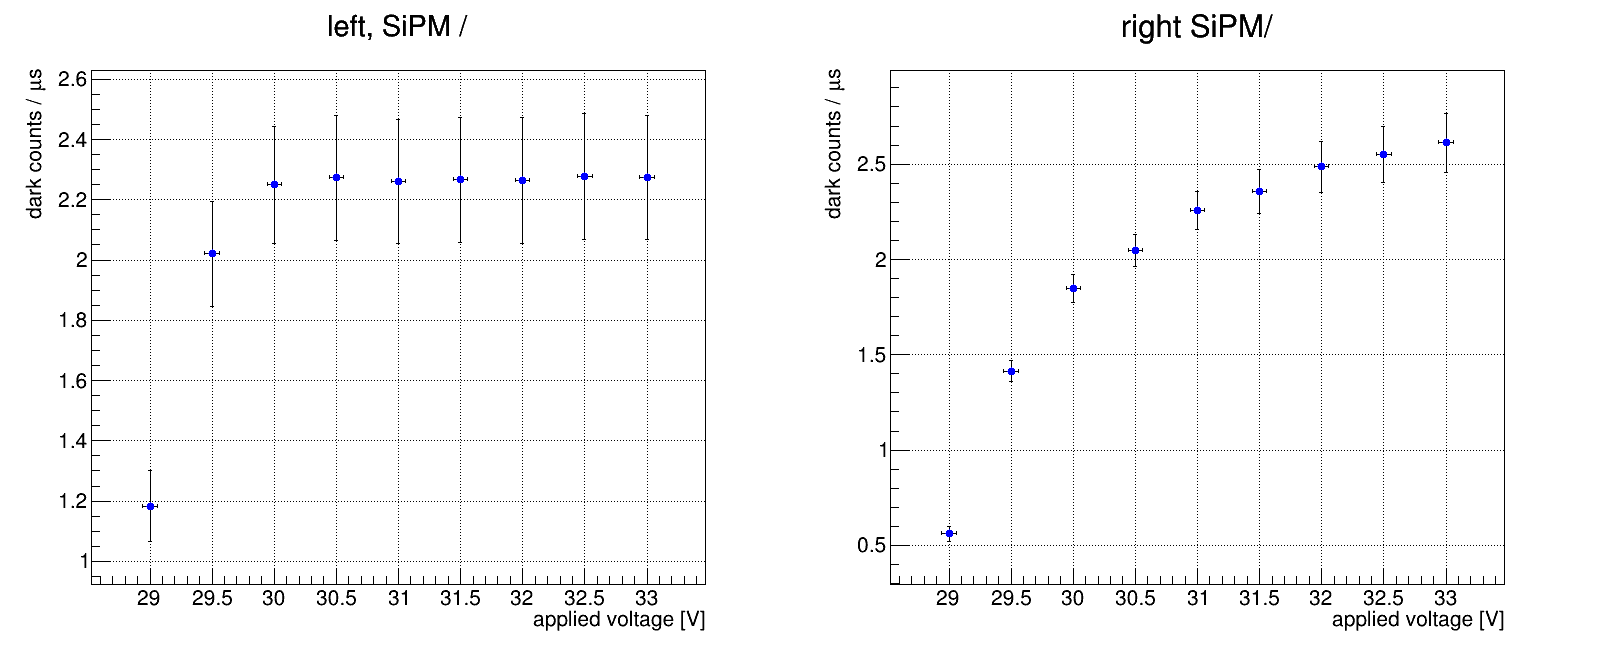 left, SiPM /
dark counts / μs
2.6
2.4
2.2
2
1.8
1.6
1.4
1.2
1
29 29.5 30 30.5 31 31.5 32 32.5 33
applied voltage [V]
right SiPM/
dark counts / μs
2.5
2
1.5
1
0.5
29 29.5 30 30.5 31 31.5 32 32.5 33
applied voltage [V]